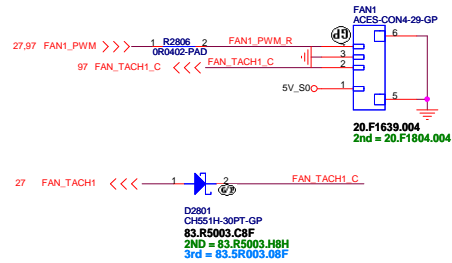 FAN1
ACES-CON4-29-GP
R2806
27,97 FAN1_PWM 1 2 FAN1_PWM_R
0R0402-PAD
GP
6
3
97 FAN_TACH1_C FAN_TACH1_C 2
5V_S0 1
5
20.F1639.004
2nd = 20.F1804.004
27 FAN_TACH1 1 2 FAN_TACH1_C
GP
D2801
CH551H-30PT-GP
83.R5003.C8F
2ND = 83.R5003.H8H
3rd = 83.5R003.08F